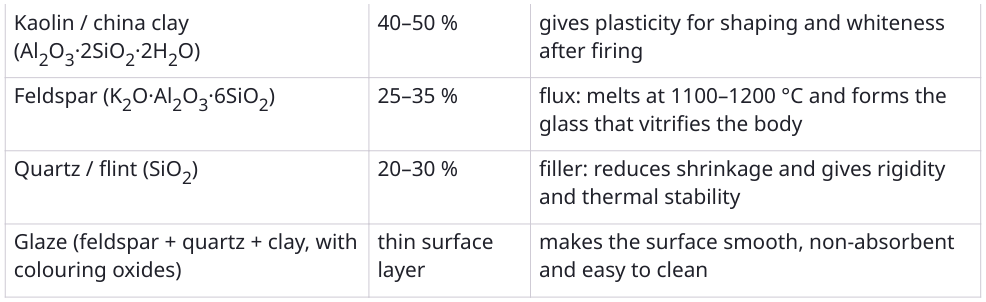 Kaolin / china clay
(Al₂O₃·2SiO₂·2H₂O)
40–50 %
gives plasticity for shaping and whiteness
after firing
Feldspar (K₂O·Al₂O₃·6SiO₂)
25–35 %
flux: melts at 1100–1200 °C and forms the
glass that vitrifies the body
Quartz / flint (SiO₂)
20–30 %
filler: reduces shrinkage and gives rigidity
and thermal stability
Glaze (feldspar + quartz + clay, with
colouring oxides)
thin surface
layer
makes the surface smooth, non-absorbent
and easy to clean